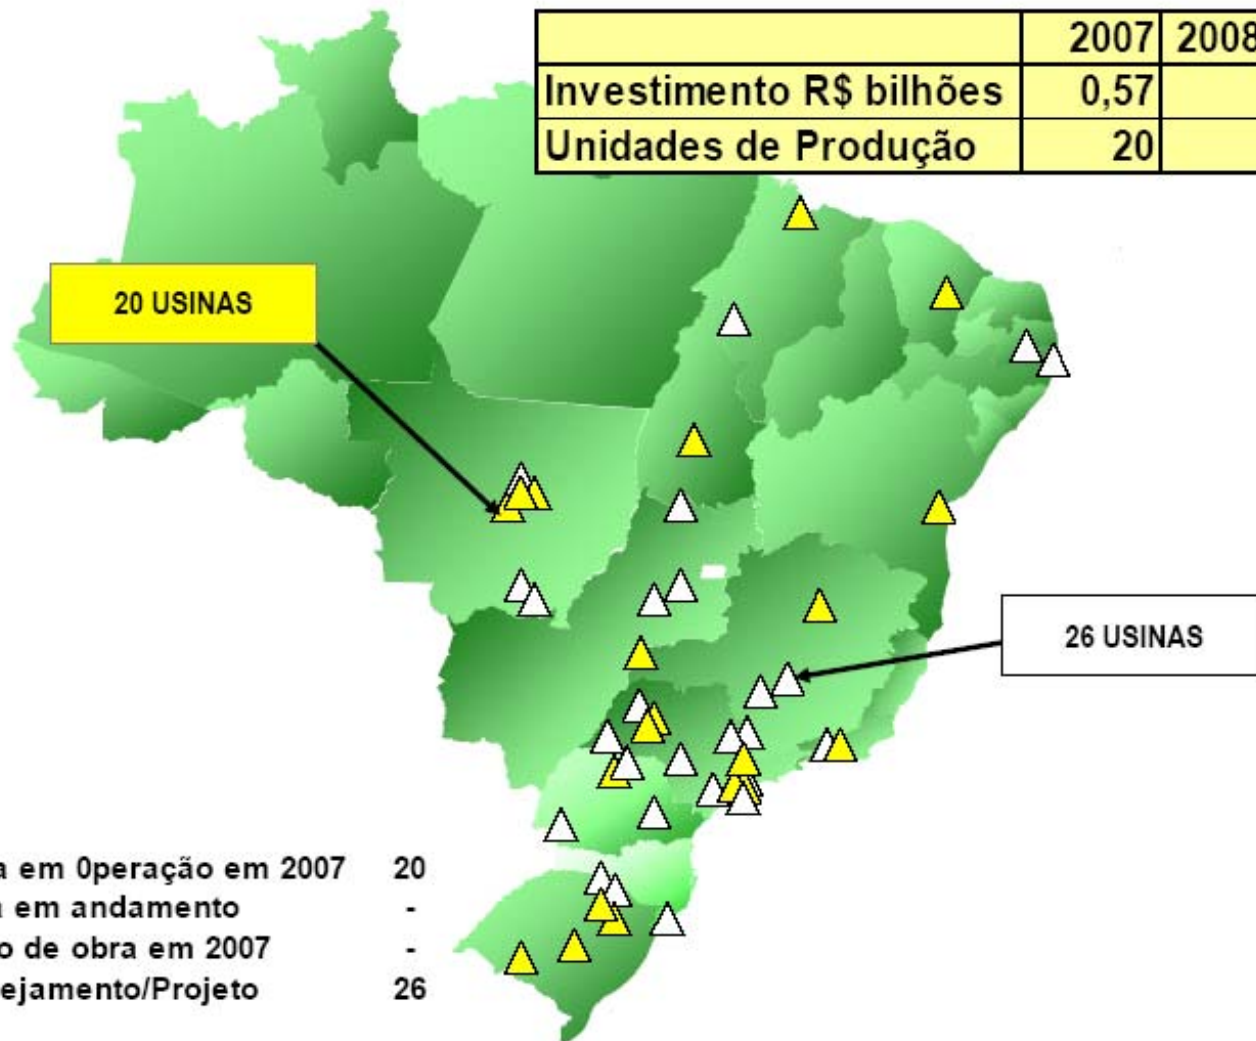 2007 2008
Investimento R$ bilhões 0,57
Unidades de Produção 20
20 USINAS
26 USINAS
a em 0peração em 2007 20
a em andamento -
o de obra em 2007 -
ejamento/Projeto 26